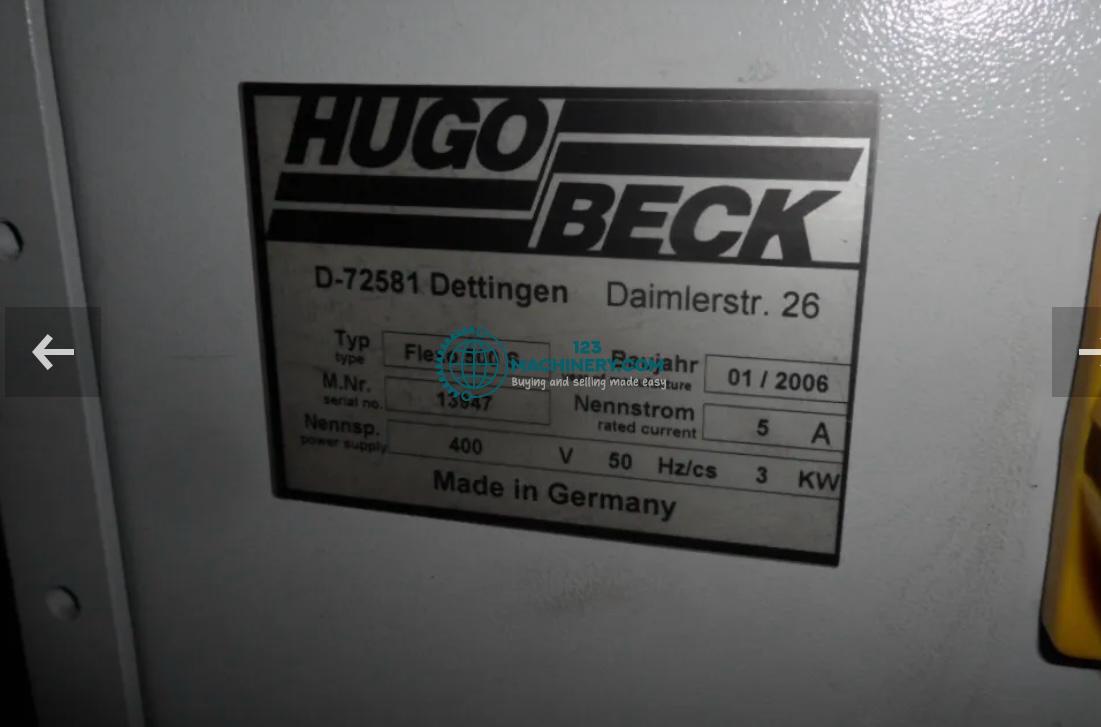 HUGO
BECK
D-72581 Dettingen Daimlerstr. 26
Typ
type
01 / 2006
M.Nr.
serial no.
Nennstrom 5 A
rated current
Nennsp. 400 V 50 Hz/cs 3 KW
power supply
Made in Germany
123
MACHINERY.COM
Buying and selling made easy